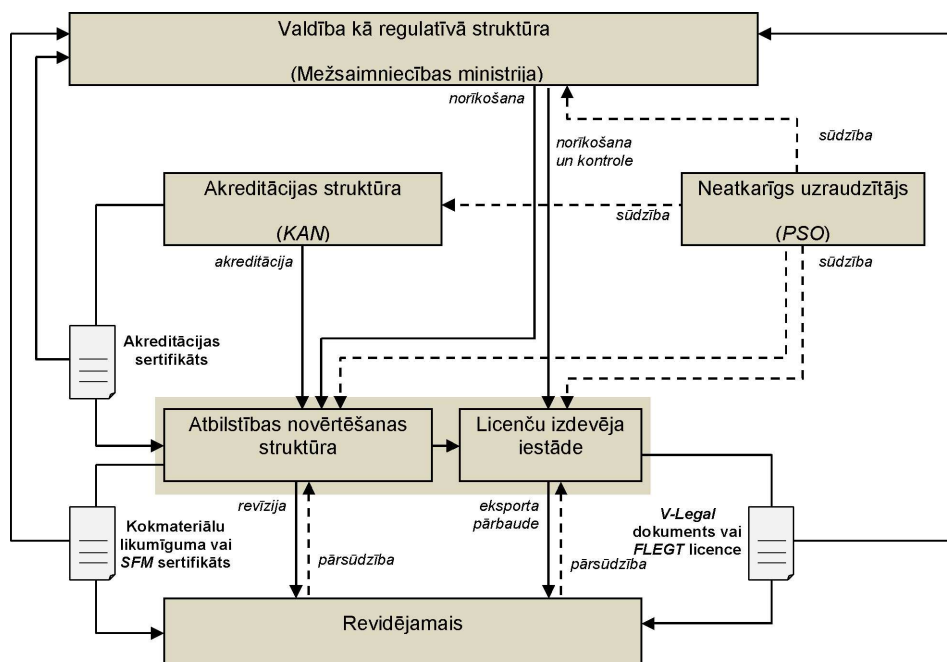 Valdība kā regulatīvā struktūra
(Mežsaimniecības ministrija)
norīkošana
norīkošana
un kontrole
sūdzība
Akreditācijas struktūra
(KAN)
sūdzība
Neatkarīgs uzraudzītājs
(PSO)
akreditācija
sūdzība
Akreditācijas
sertifikāts
Atbilstības novērtēšanas
struktūra
Licenču izdevēja
iestāde
revīzija
eksporta
pārbaude
Kokmateriālu
likumīguma vai
SFM sertifikāts
V-Legal
dokuments vai
FLEGT licence
pārsūdzība
pārsūdzība
Revidējamais